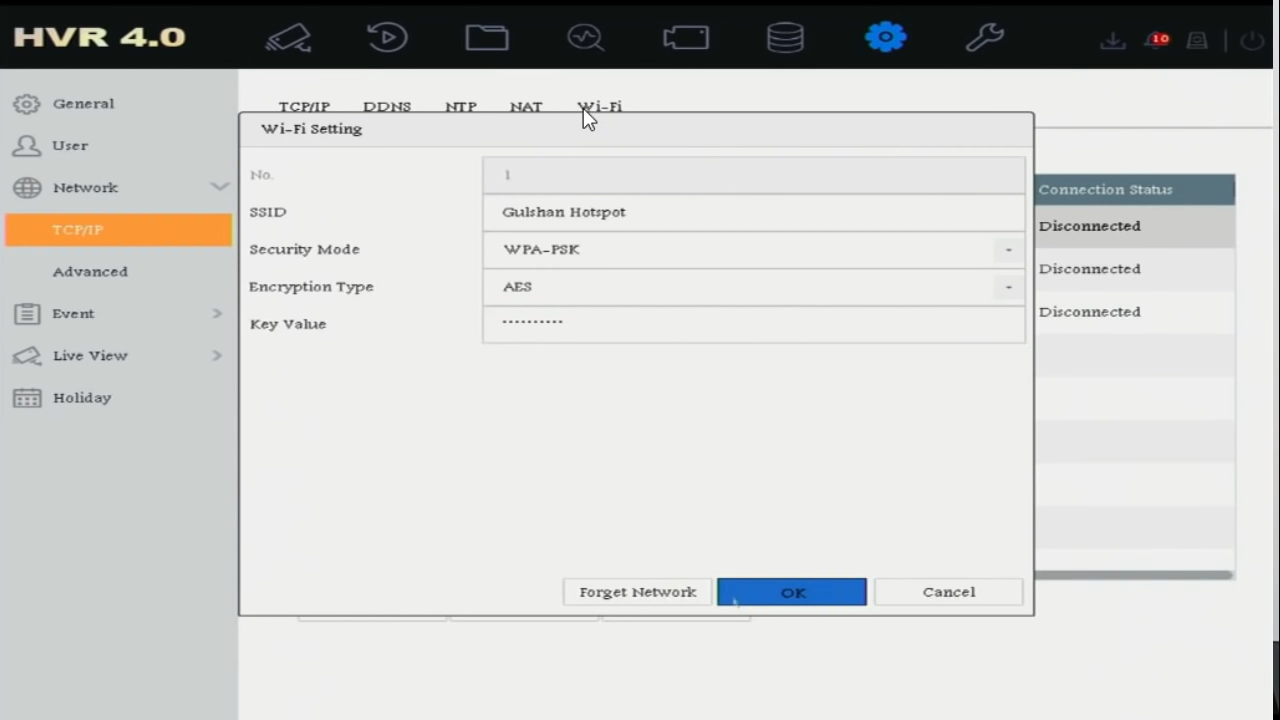 HVR 4.0
10
General
User
Network
TCP/IP
Advanced
Event
Live View
Holiday
TCP/IP DDNS NTP NAT Wi-Fi
Wi-Fi Setting
No. 1
SSID Gulshan Hotspot
Security Mode WPA-PSK
Encryption Type AES
Key Value **********
Forget Network OK Cancel
Connection Status
Disconnected
Disconnected
Disconnected